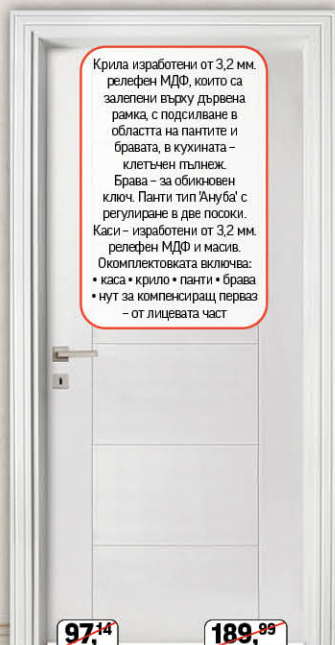 Крила изработени от 3,2 мм.
релефен МДФ, които са
залепени върху дървена
рамка, с подсилване в
областта на пантите и
бравата, в кухината –
клетъчен пълнеж.
Брава – за обикновен
ключ. Панти тип 'Ануба' с
регулиране в две посоки.
Каси – изработени от 3,2 мм.
релефен МДФ и масив.
Окомплектовката включва:
• каса • крило • панти • брава
• нут за компенсиращ перваз
– от лицевата част
97,14 189,99